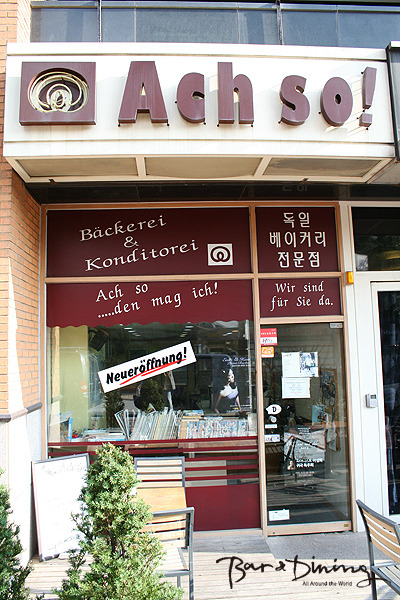 Ach so!
Bäckerei
&
Konditorei
독일
베이커리
전문점
Ach so
.....den mag ich!
Wir sind
für Sie da.
Neueröffnung!
D
Bar & Dining
All Around the World